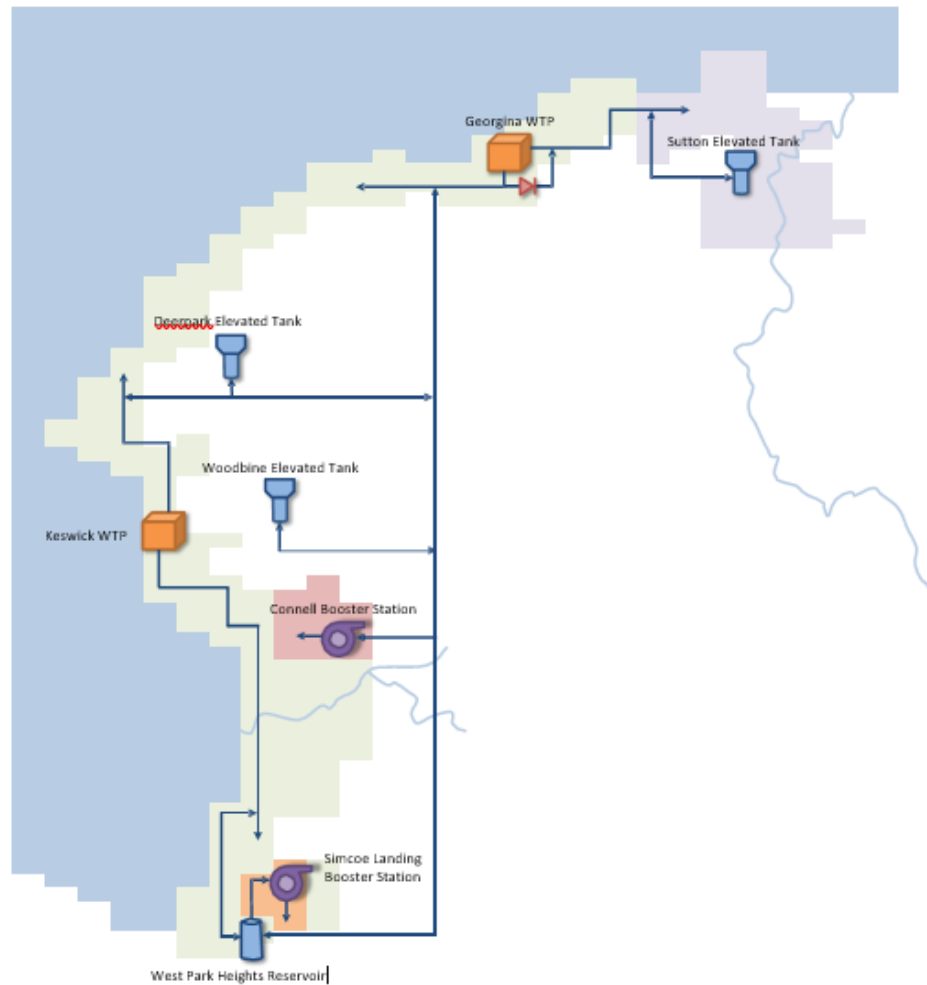 Georgina WTP
Sutton Elevated Tank
Deerpark Elevated Tank
Woodbine Elevated Tank
Keswick WTP
Connell Booster Station
Simcoe Landing
Booster Station
West Park Heights Reservoir